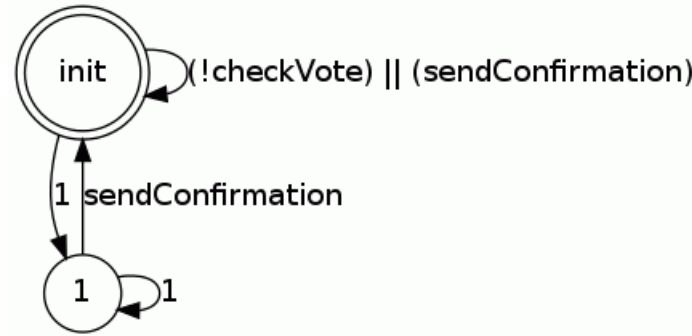 init
(!checkVote) || (sendConfirmation)
1
sendConfirmation
1
1